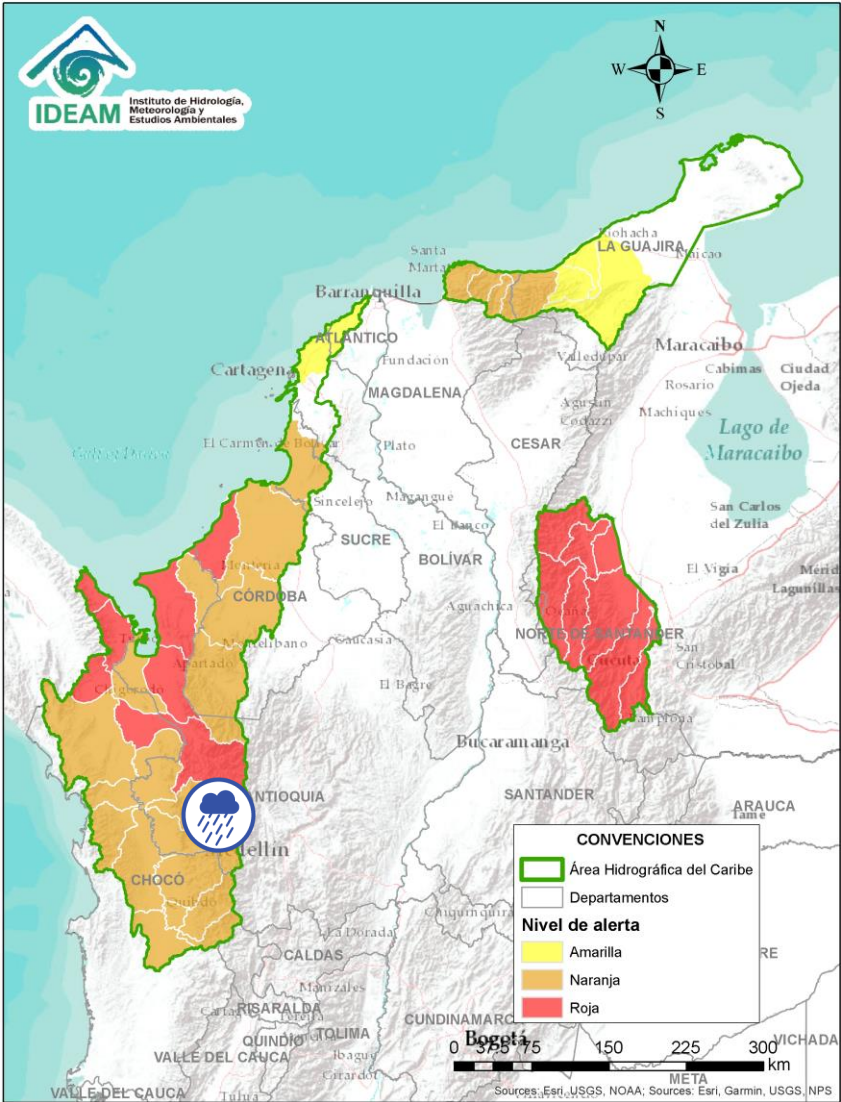 IDEAM
Instituto de Hidrología,
Meteorología y
Estudios Ambientales
N
W E
S
Riohacha
LA GUAJIRA
Maicao
Santa
Marta
Barranquilla
ATLÁNTICO
Maracaibo
Valledupar
Cabimas
Ciudad
Ojeda
Cartagena
Fundación
Rosario
MAGDALENA
Machiques
Agustín
Codazzi
Lago de
Maracaibo
El Carmen de Bolívar
Plato
CESAR
Sincelejo
Magangué
San Carlos
del Zulia
El Banco
SUCRE
BOLÍVAR
Montería
El Vigía
CÓRDOBA
Aguachica
Ocaña
NORTE DE SANTANDER
Montelíbano
Caucasia
Apartadó
Cúcuta
San
Cristóbal
El Bagre
Pamplona
Bucaramanga
SANTANDER
ARAUCA
Tame
CHOCÓ
Quibdó
Chiquinquirá
La Dorada
CALDAS
Manizales
RISARALDA
Pereira
QUINDÍO
TOLIMA
CUNDINAMARC
Bogotá
VALLE DEL CAUCA
Ibagué
Girardot
VICHADA
META
VALLE DEL CAUCA
Tulua
CONVENCIONES
Área Hidrográfica del Caribe
Departamentos
Nivel de alerta
Amarilla
Naranja
Roja
0 37,5 75 150 225 300
km
Sources: Esri, USGS, NOAA; Sources: Esri, Garmin, USGS, NPS